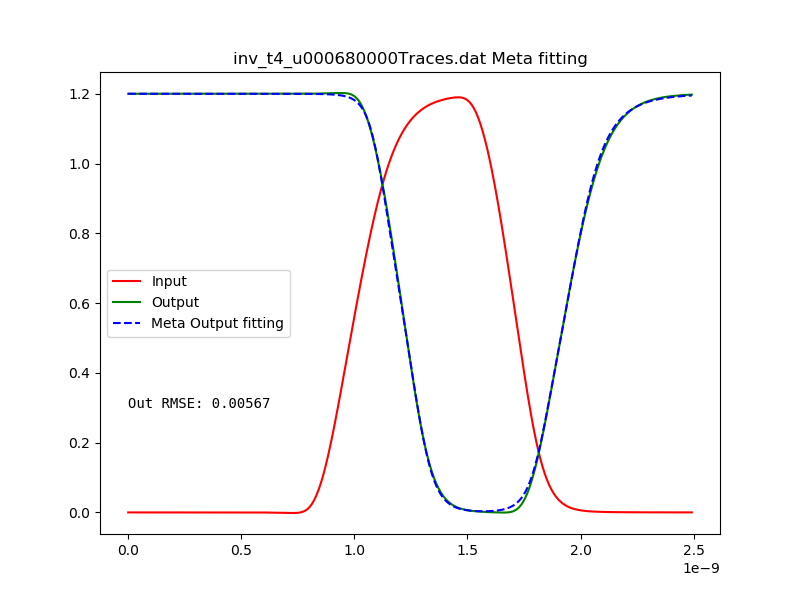 inv_t4_u000680000Traces.dat Meta fitting
1.2
1.0
0.8
0.6
0.4
0.2
0.0
Input
Output
Meta Output fitting
Out RMSE: 0.00567
0.0
0.5
1.0
1.5
2.0
2.5
1e−9